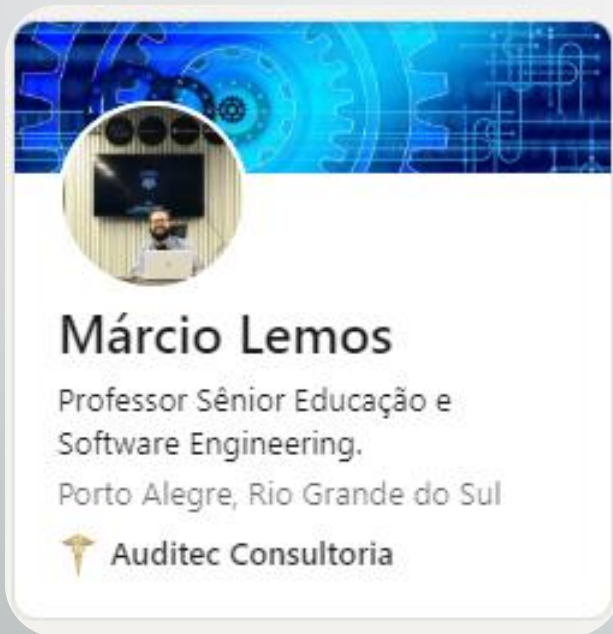 Márcio Lemos
Professor Sênior Educação e
Software Engineering.
Porto Alegre, Rio Grande do Sul
Auditec Consultoria